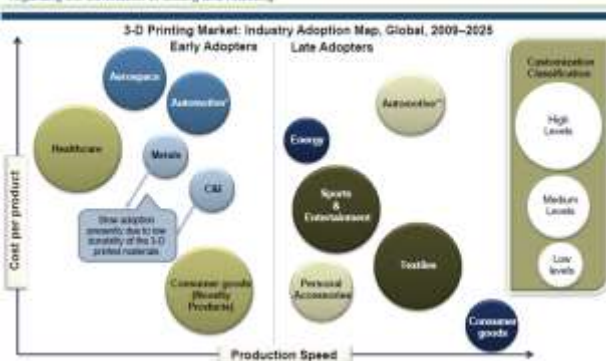 3-D Printing Market: Industry Adoption Map, Global, 2009–2025
Early Adopters
Late Adopters
Cost per product
Aerospace
Automotive*
Healthcare
Metals
C&I
Slow adoption
presently due to low
durability of the 3-D
printed materials
Consumer goods
(Novelty
Products)
Automotive**
Energy
Sports
&
Entertainment
Textiles
Personal
Accessories
Consumer
goods
Customization
Classification
High
Levels
Medium
Levels
Low
levels
Production Speed